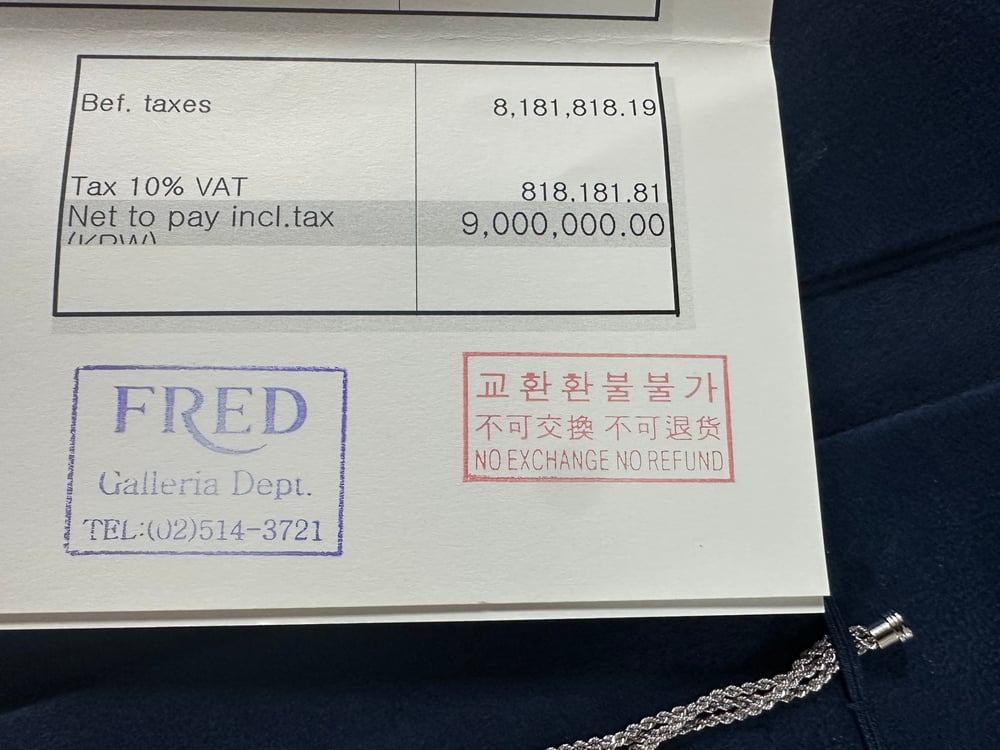 Bef. taxes 8,181,818.19
Tax 10% VAT 818.181.81
Net to pay incl.tax 9,000,000.00
(KRW)
FRED
Galleria Dept.
TEL:(02)514-3721
교환환불불가
不可交換 不可退货
NO EXCHANGE NO REFUND